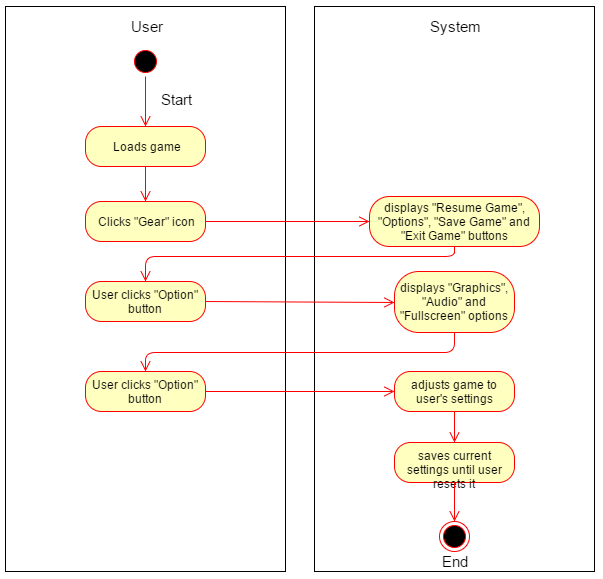 User
System
Start
Loads game
Clicks "Gear" icon
displays "Resume Game",
"Options", "Save Game" and
"Exit Game" buttons
User clicks "Option"
button
displays "Graphics",
"Audio" and
"Fullscreen" options
User clicks "Option"
button
adjusts game to
user's settings
saves current
settings until user
resets it
End